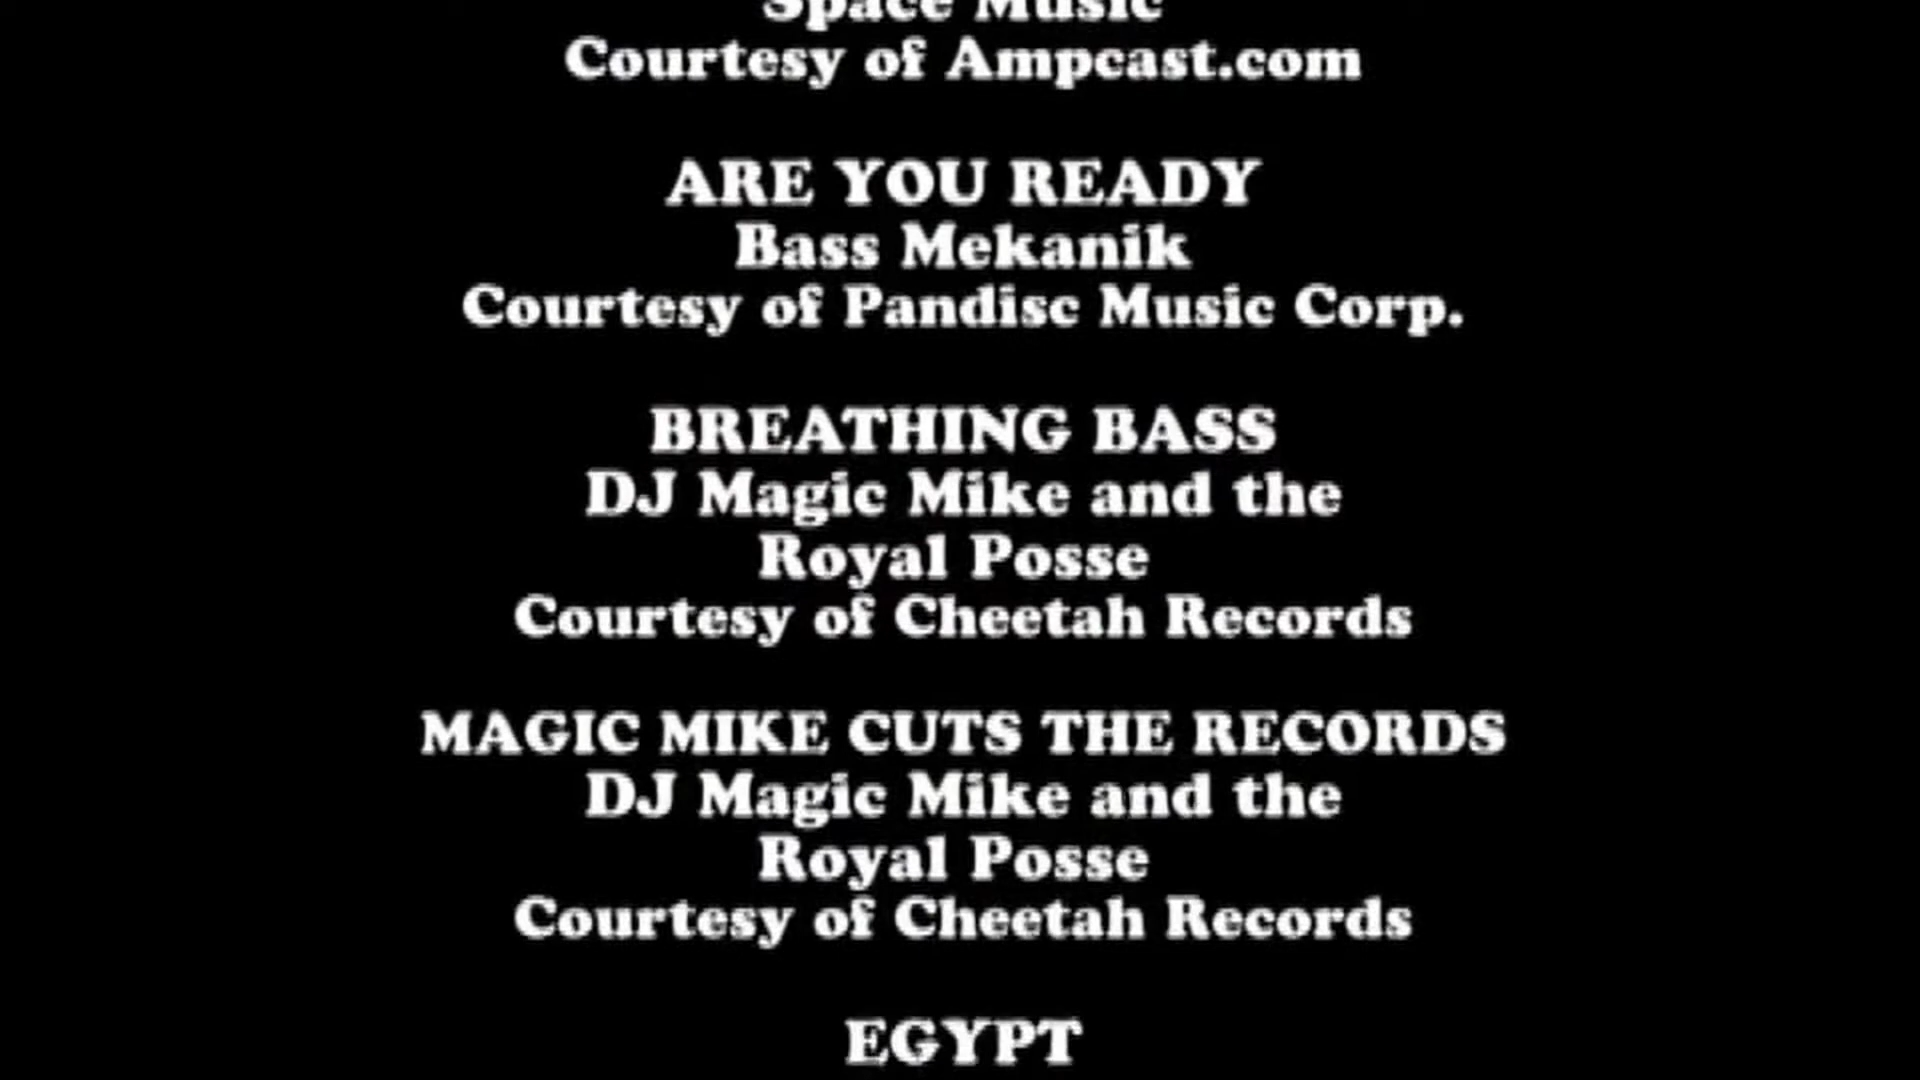 Space Music
Courtesy of Ampcast.com
ARE YOU READY
Bass Mekanik
Courtesy of Pandisc Music Corp.
BREATHING BASS
DJ Magic Mike and the
Royal Posse
Courtesy of Cheetah Records
MAGIC MIKE CUTS THE RECORDS
DJ Magic Mike and the
Royal Posse
Courtesy of Cheetah Records
EGYPT